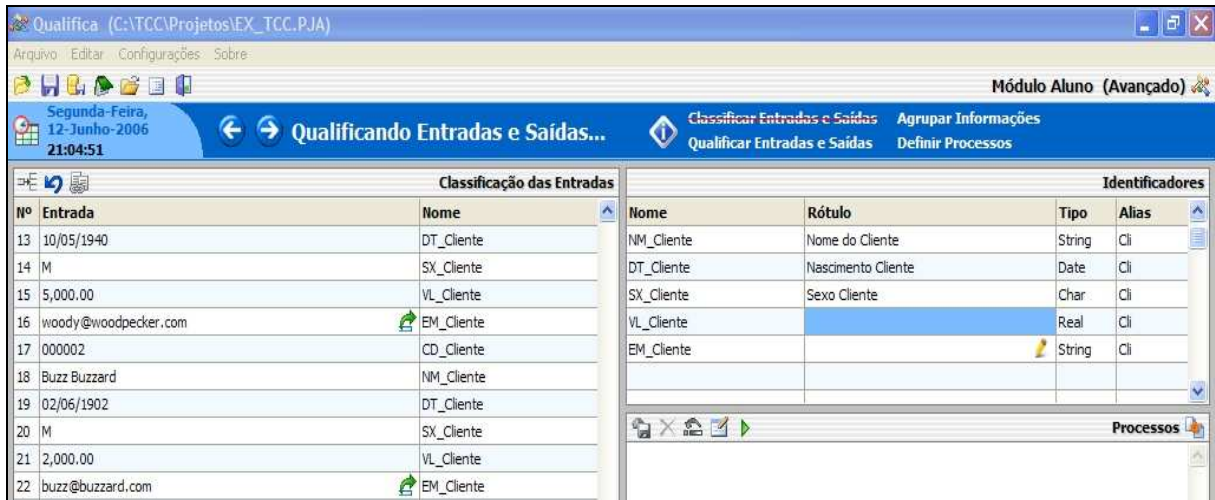 Qualifica (C:\TCC\Projetos\EX_TCC.PJA)
Arquivo Editar Configurações Sobre
Módulo Aluno (Avançado)
Segunda-Feira,
12-Junho-2006
21:04:51
Qualificando Entradas e Saídas...
Classificar Entradas e Saídas Agrupar Informações
Qualificar Entradas e Saídas Definir Processos
Classificação das Entradas
Nº Entrada Nome
13 10/05/1940 DT_Cliente
14 M SX_Cliente
15 5,000.00 VL_Cliente
16 woody@woodpecker.com EM_Cliente
17 000002 CD_Cliente
18 Buzz Buzzard NM_Cliente
19 02/06/1902 DT_Cliente
20 M SX_Cliente
21 2,000.00 VL_Cliente
22 buzz@buzzard.com EM_Cliente
Identificadores
Nome Rótulo Tipo Alias
NM_Cliente Nome do Cliente String Cli
DT_Cliente Nascimento Cliente Date Cli
SX_Cliente Sexo Cliente Char Cli
VL_Cliente Real Cli
EM_Cliente String Cli
Processos